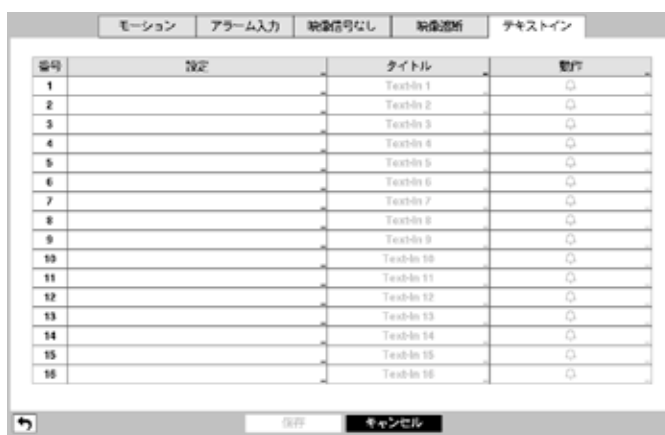 モーション アラーム入力 映像信号なし 映像遮断 テキストイン
番号 設定 タイトル 動作
1 Text-In 1
2 Text-In 2
3 Text-In 3
4 Text-In 4
5 Text-In 5
6 Text-In 6
7 Text-In 7
8 Text-In 8
9 Text-In 9
10 Text-In 10
11 Text-In 11
12 Text-In 12
13 Text-In 13
14 Text-In 14
15 Text-In 15
16 Text-In 16
保存 キャンセル